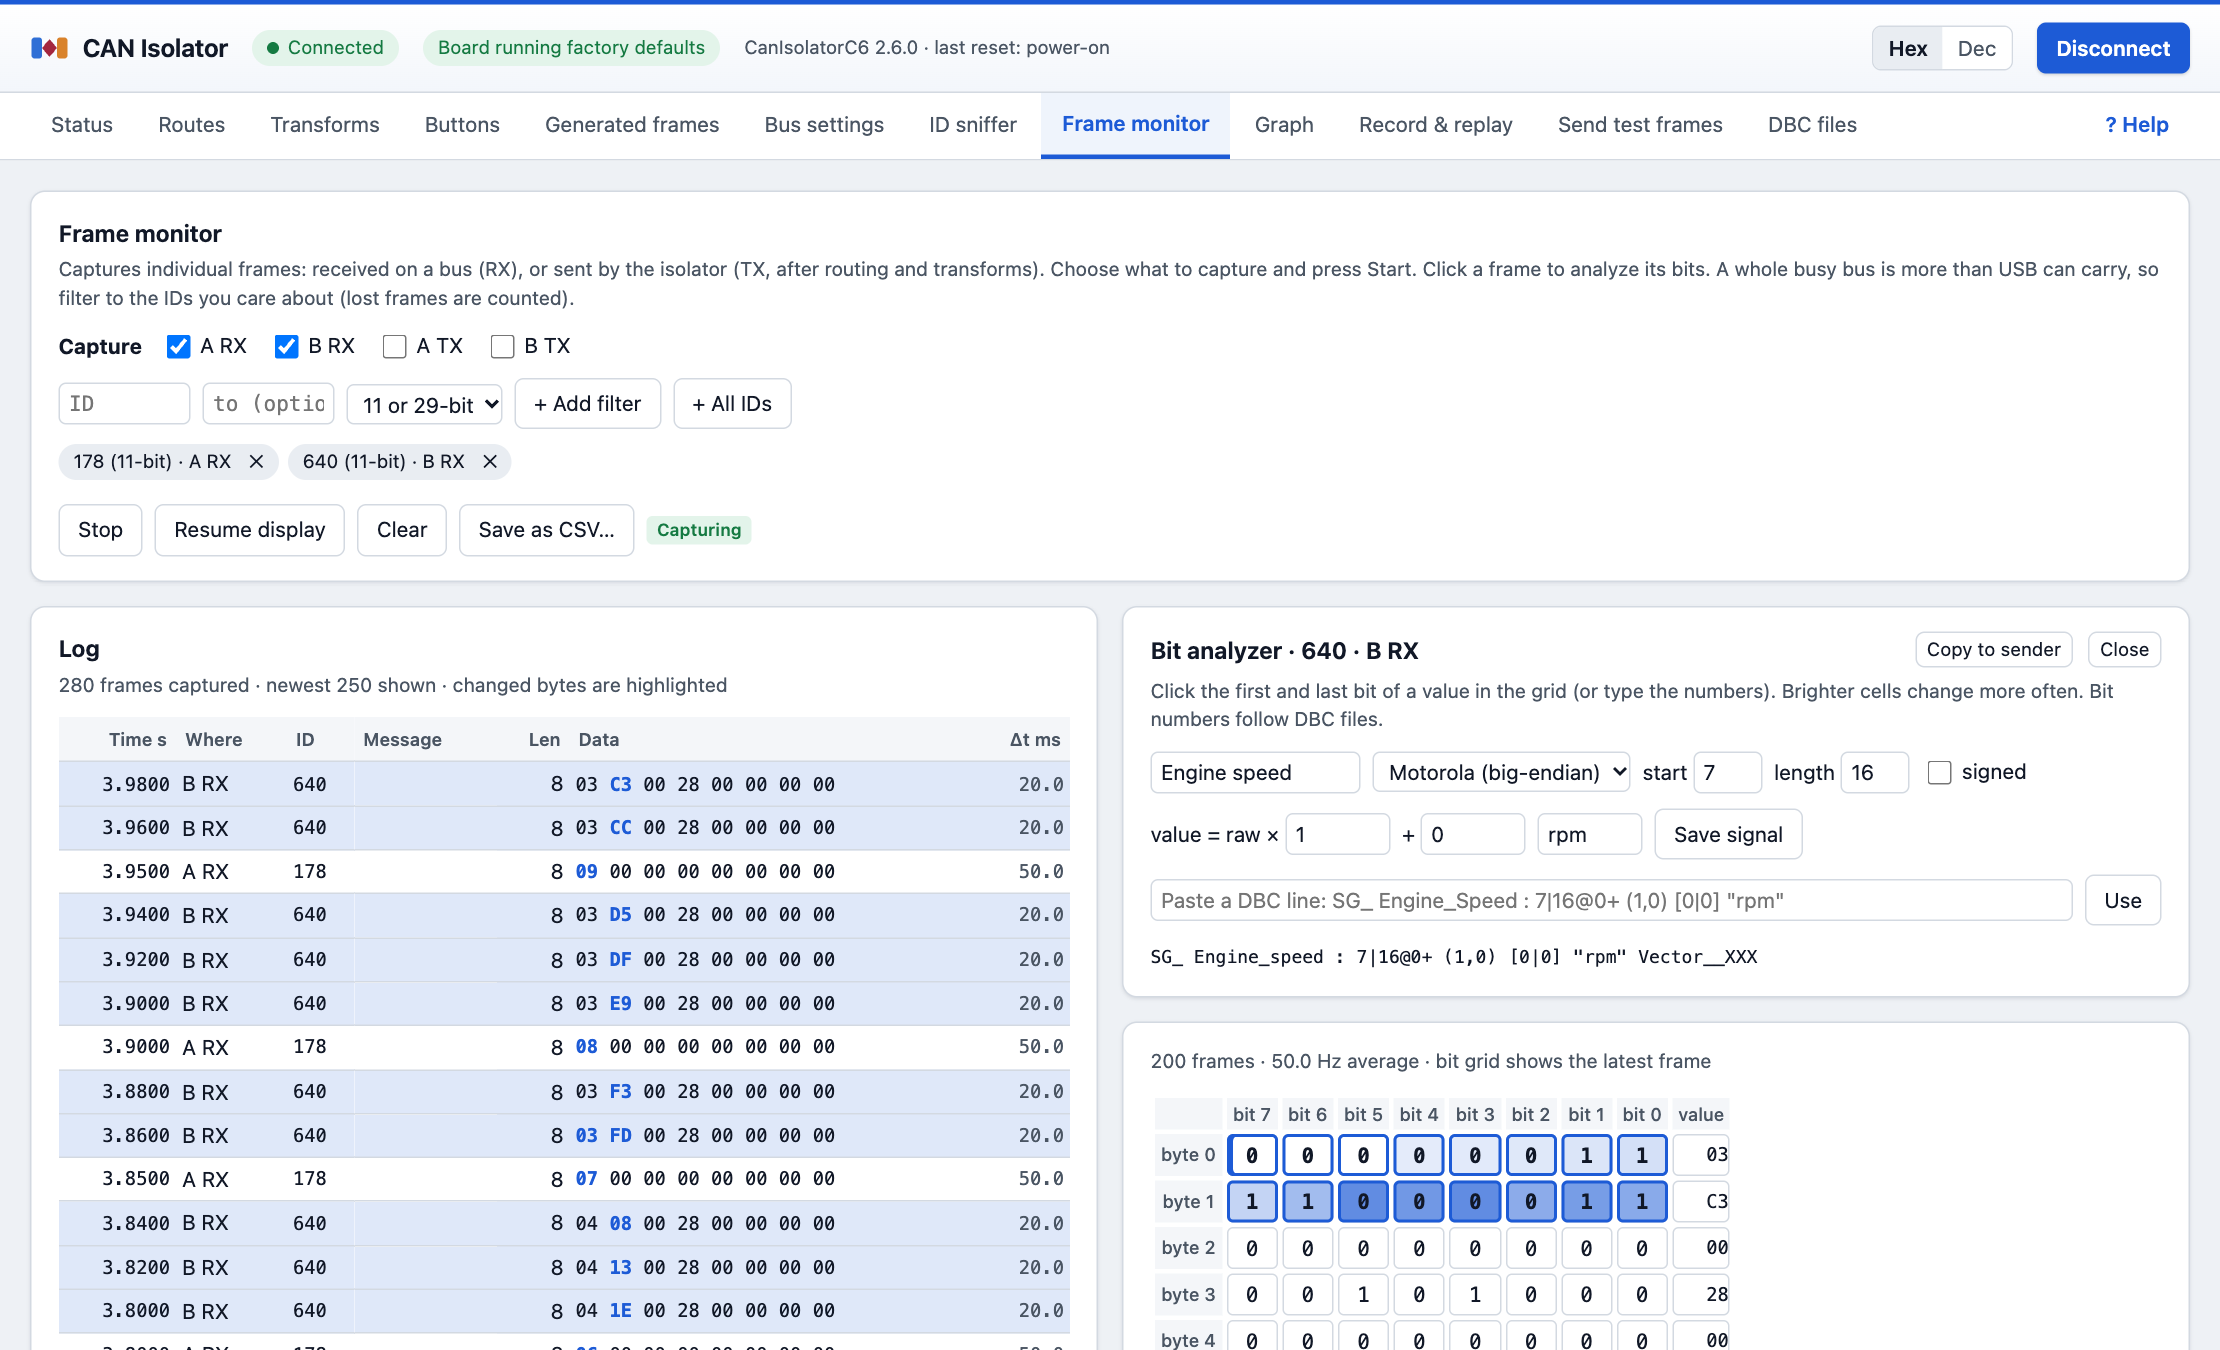 CAN Isolator Connected Board running factory defaults CanIsolatorC6 2.6.0 · last reset: power-on Hex Dec Disconnect
Status Routes Transforms Buttons Generated frames Bus settings ID sniffer Frame monitor Graph Record & replay Send test frames DBC files ? Help
Frame monitor
Captures individual frames: received on a bus (RX), or sent by the isolator (TX, after routing and transforms). Choose what to capture and press Start. Click a frame to analyze its bits. A whole busy bus is more than USB can carry, so
filter to the IDs you care about (lost frames are counted).
Capture A RX B RX A TX B TX
ID to (optio 11 or 29-bit + Add filter + All IDs
178 (11-bit) · A RX ✕ 640 (11-bit) · B RX ✕
Stop Resume display Clear Save as CSV... Capturing
Log
280 frames captured · newest 250 shown · changed bytes are highlighted
Time s Where ID Message Len Data Δt ms
3.9800 B RX 640 8 03 C3 00 28 00 00 00 00 20.0
3.9600 B RX 640 8 03 CC 00 28 00 00 00 00 20.0
3.9500 A RX 178 8 09 00 00 00 00 00 00 00 50.0
3.9400 B RX 640 8 03 D5 00 28 00 00 00 00 20.0
3.9200 B RX 640 8 03 DF 00 28 00 00 00 00 20.0
3.9000 B RX 640 8 03 E9 00 28 00 00 00 00 20.0
3.9000 A RX 178 8 08 00 00 00 00 00 00 00 50.0
3.8800 B RX 640 8 03 F3 00 28 00 00 00 00 20.0
3.8600 B RX 640 8 03 FD 00 28 00 00 00 00 20.0
3.8500 A RX 178 8 07 00 00 00 00 00 00 00 50.0
3.8400 B RX 640 8 04 08 00 28 00 00 00 00 20.0
3.8200 B RX 640 8 04 13 00 28 00 00 00 00 20.0
3.8000 B RX 640 8 04 1E 00 28 00 00 00 00 20.0
Bit analyzer · 640 · B RX Copy to sender Close
Click the first and last bit of a value in the grid (or type the numbers). Brighter cells change more often. Bit
numbers follow DBC files.
Engine speed Motorola (big-endian) start 7 length 16 signed
value = raw × 1 + 0 rpm Save signal
Paste a DBC line: SG_ Engine_Speed : 7|16@0+ (1,0) [0|0] "rpm" Use
SG_ Engine_speed : 7|16@0+ (1,0) [0|0] "rpm" Vector__XXX
200 frames · 50.0 Hz average · bit grid shows the latest frame
bit 7 bit 6 bit 5 bit 4 bit 3 bit 2 bit 1 bit 0 value
byte 0 0 0 0 0 0 0 1 1 03
byte 1 1 1 0 0 0 0 1 1 C3
byte 2 0 0 0 0 0 0 0 0 00
byte 3 0 0 1 0 1 0 0 0 28
byte 4 0 0 0 0 0 0 0 0 00